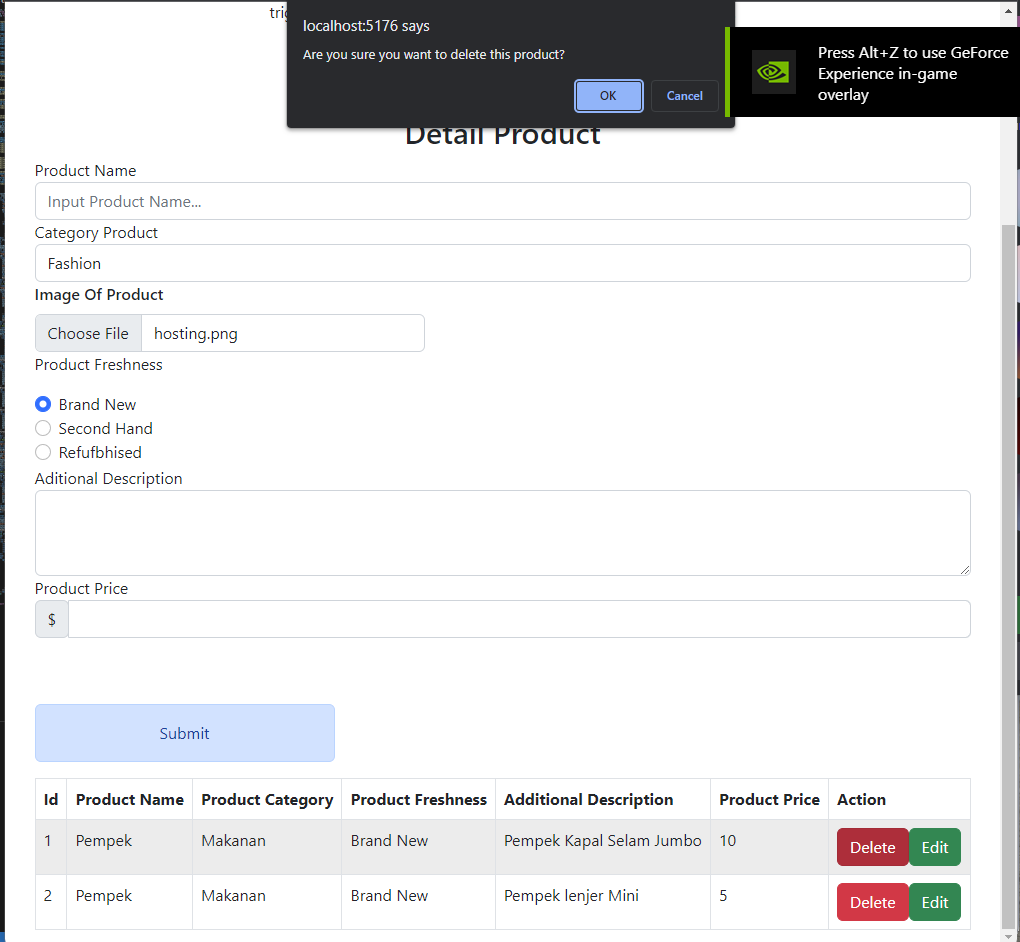 localhost:5176 says
Are you sure you want to delete this product?
OK Cancel
Press Alt+Z to use GeForce
Experience in-game
overlay
Detail Product
Product Name
Input Product Name...
Category Product
Fashion
Image Of Product
Choose File hosting.png
Product Freshness
Brand New
Second Hand
Refufbhised
Aditional Description
Product Price
$
Submit
Id Product Name Product Category Product Freshness Additional Description Product Price Action
1 Pempek Makanan Brand New Pempek Kapal Selam Jumbo 10 Delete Edit
2 Pempek Makanan Brand New Pempek lenjer Mini 5 Delete Edit